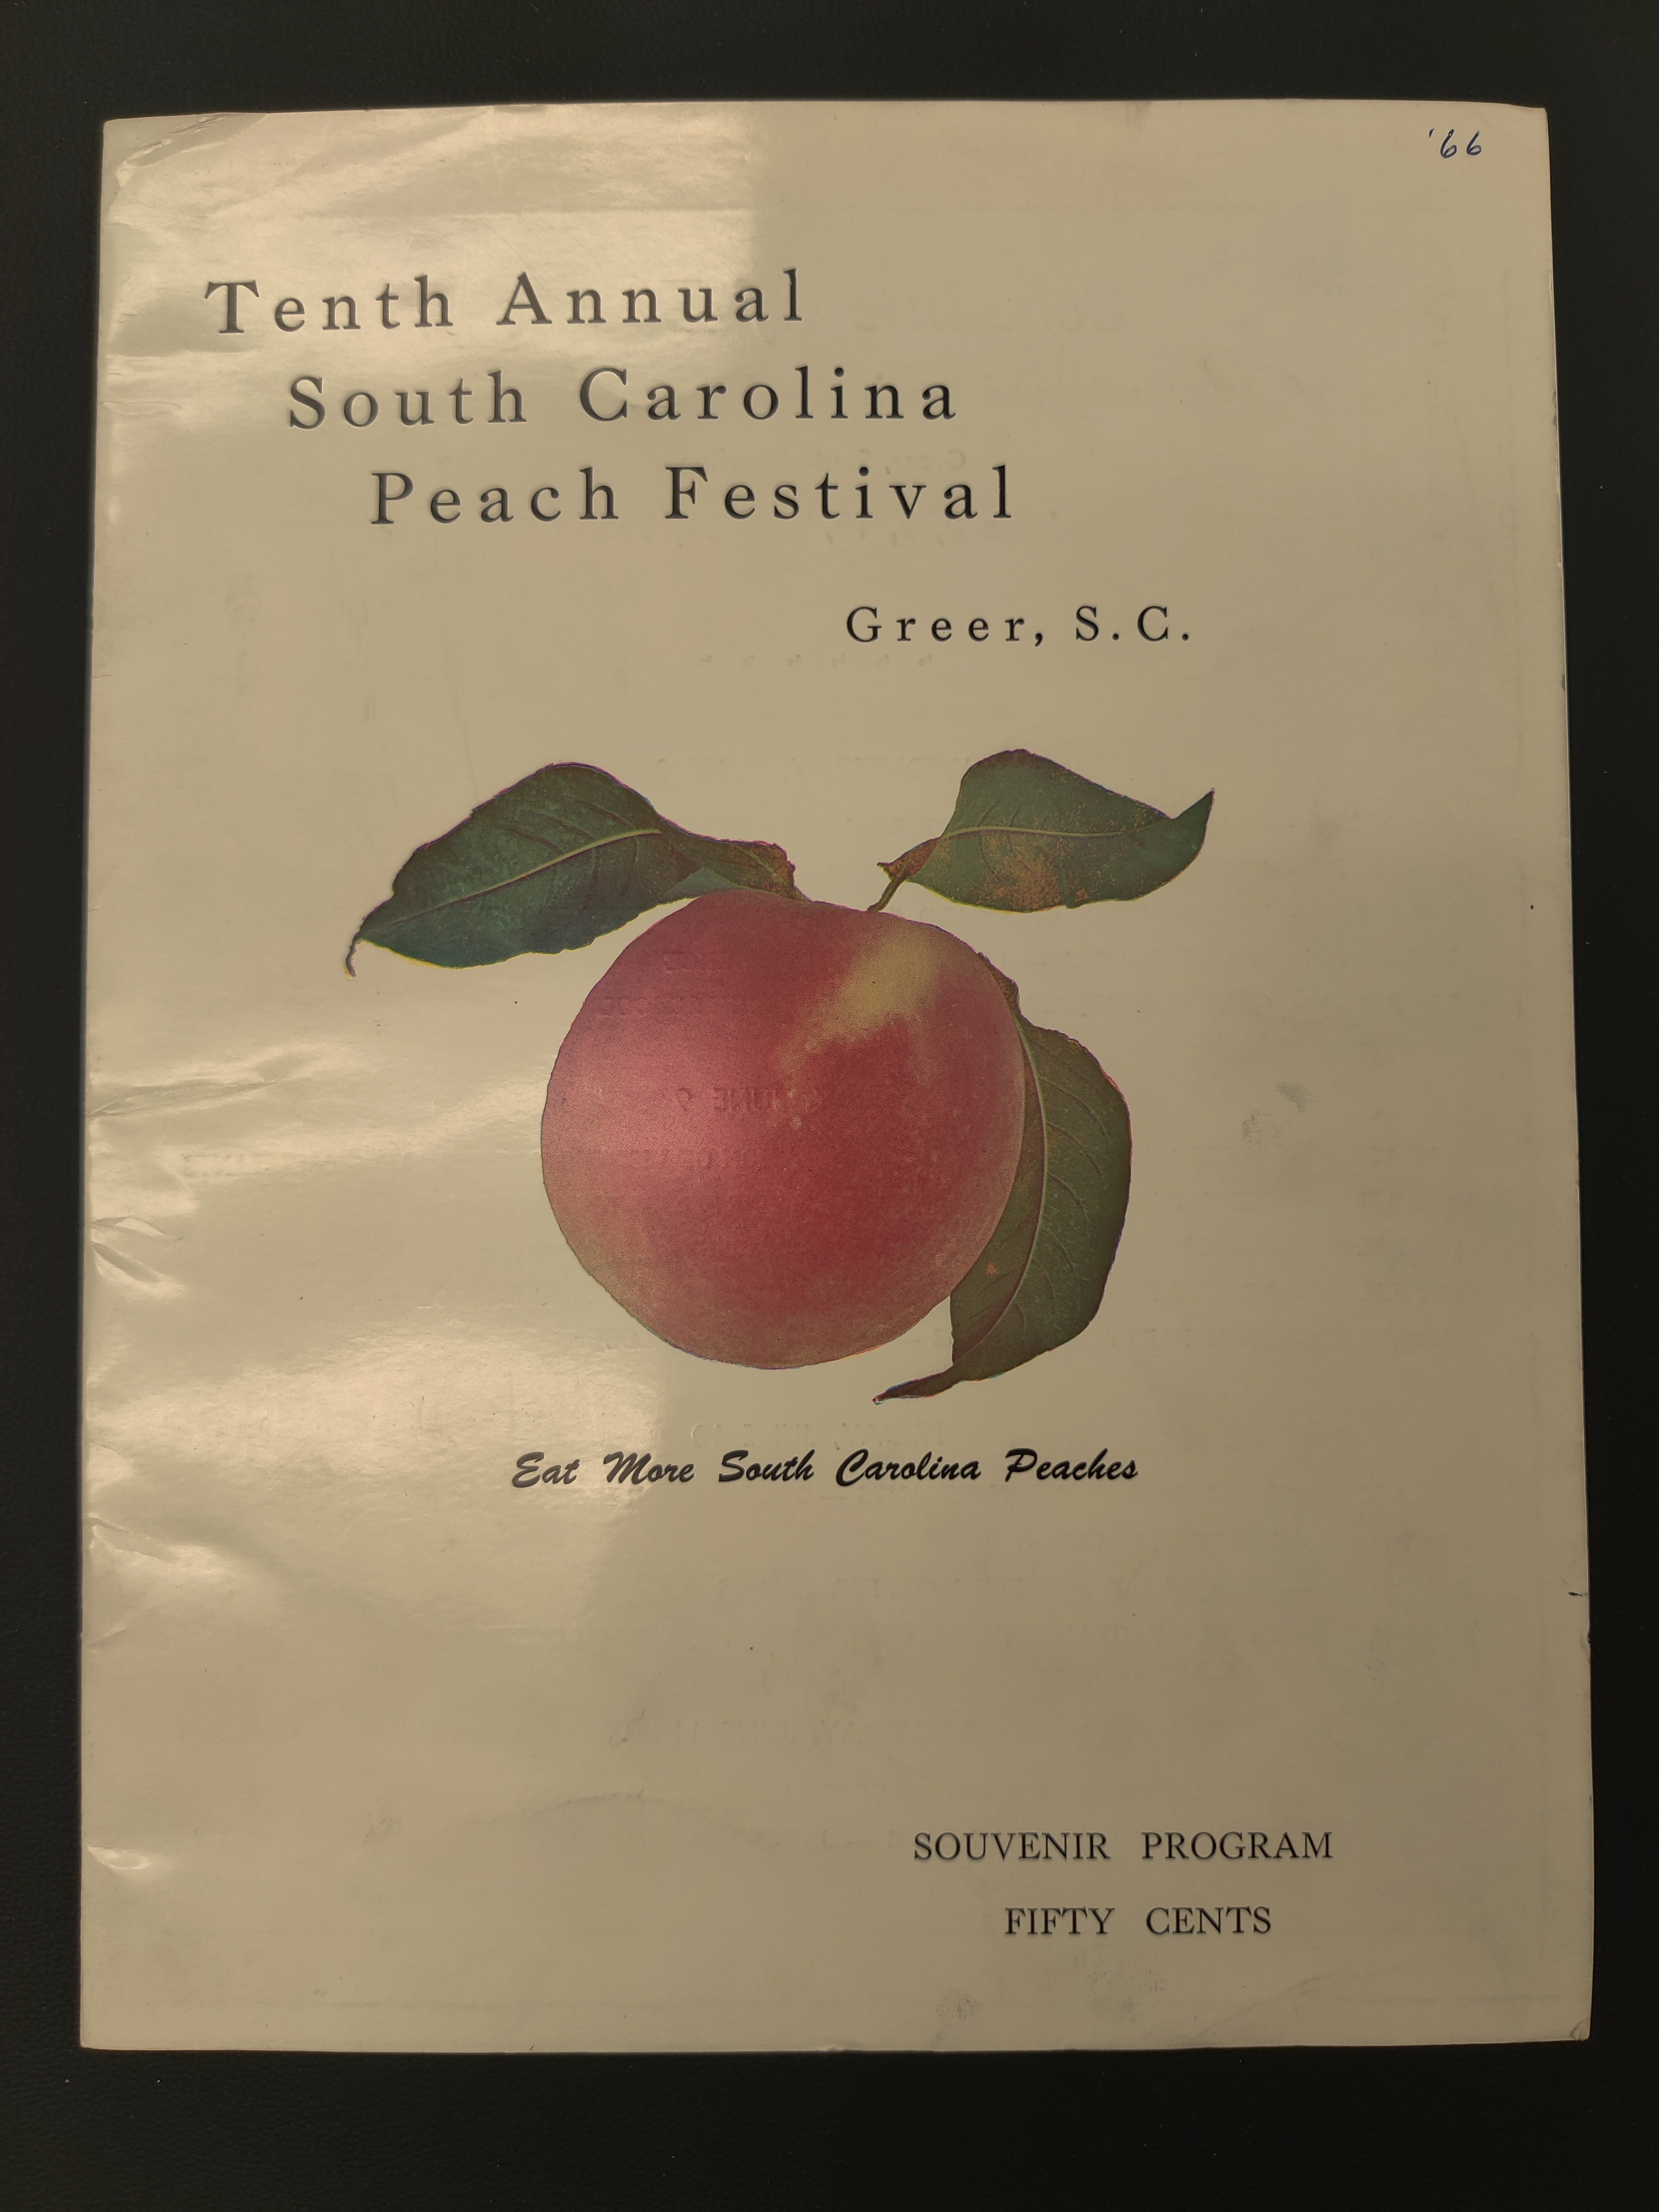 '66
Tenth Annual
South Carolina
Peach Festival
Greer, S.C.
Eat More South Carolina Peaches
SOUVENIR PROGRAM
FIFTY CENTS